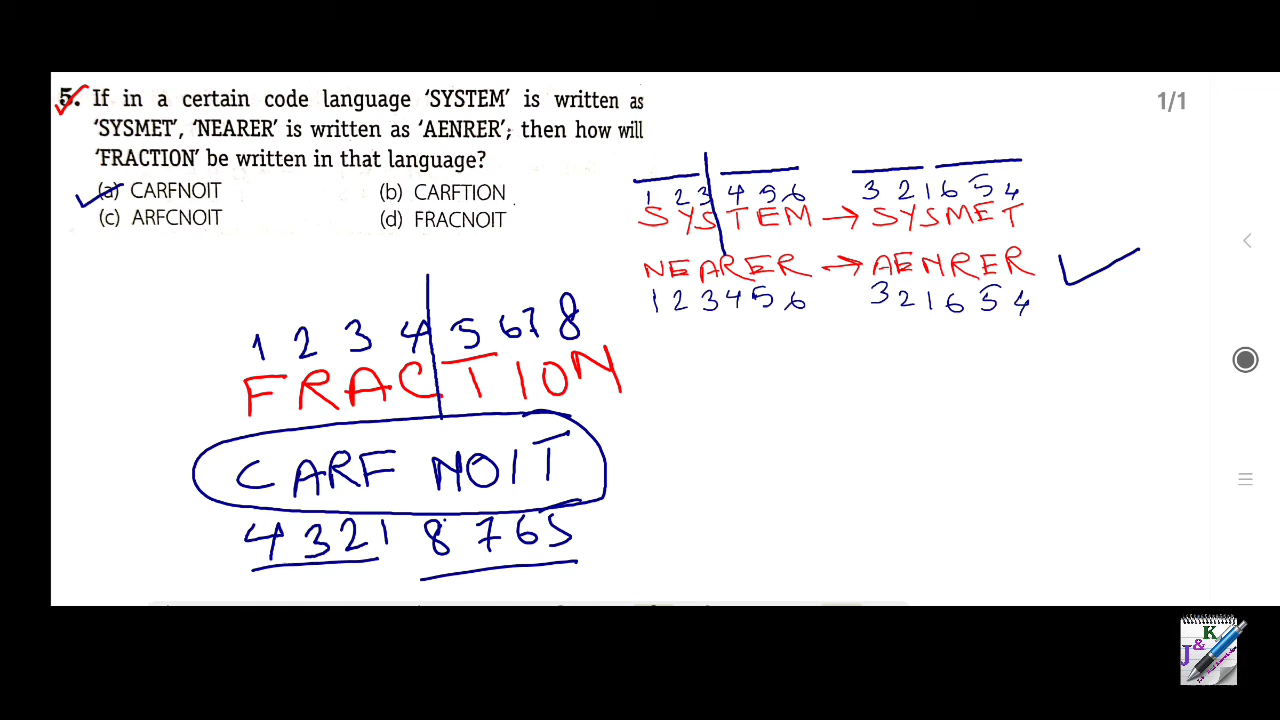 5. If in a certain code language ‘SYSTEM’ is written as
‘SYSMET’, ‘NEARER’ is written as ‘AENRER’; then how will
‘FRACTION’ be written in that language?
(a) CARFNOIT (b) CARFTION
(c) ARFCNOIT (d) FRACNOIT
1/1
1 2 3 4 5 6 3 2 1 6 5 4
SYSTEM → SYSMET
NEARER → AENRER
1 2 3 4 5 6 3 2 1 6 5 4
1 2 3 4 5 6 7 8
FRACTION
CARF NOIT
4 3 2 1 8 7 6 5
J & K